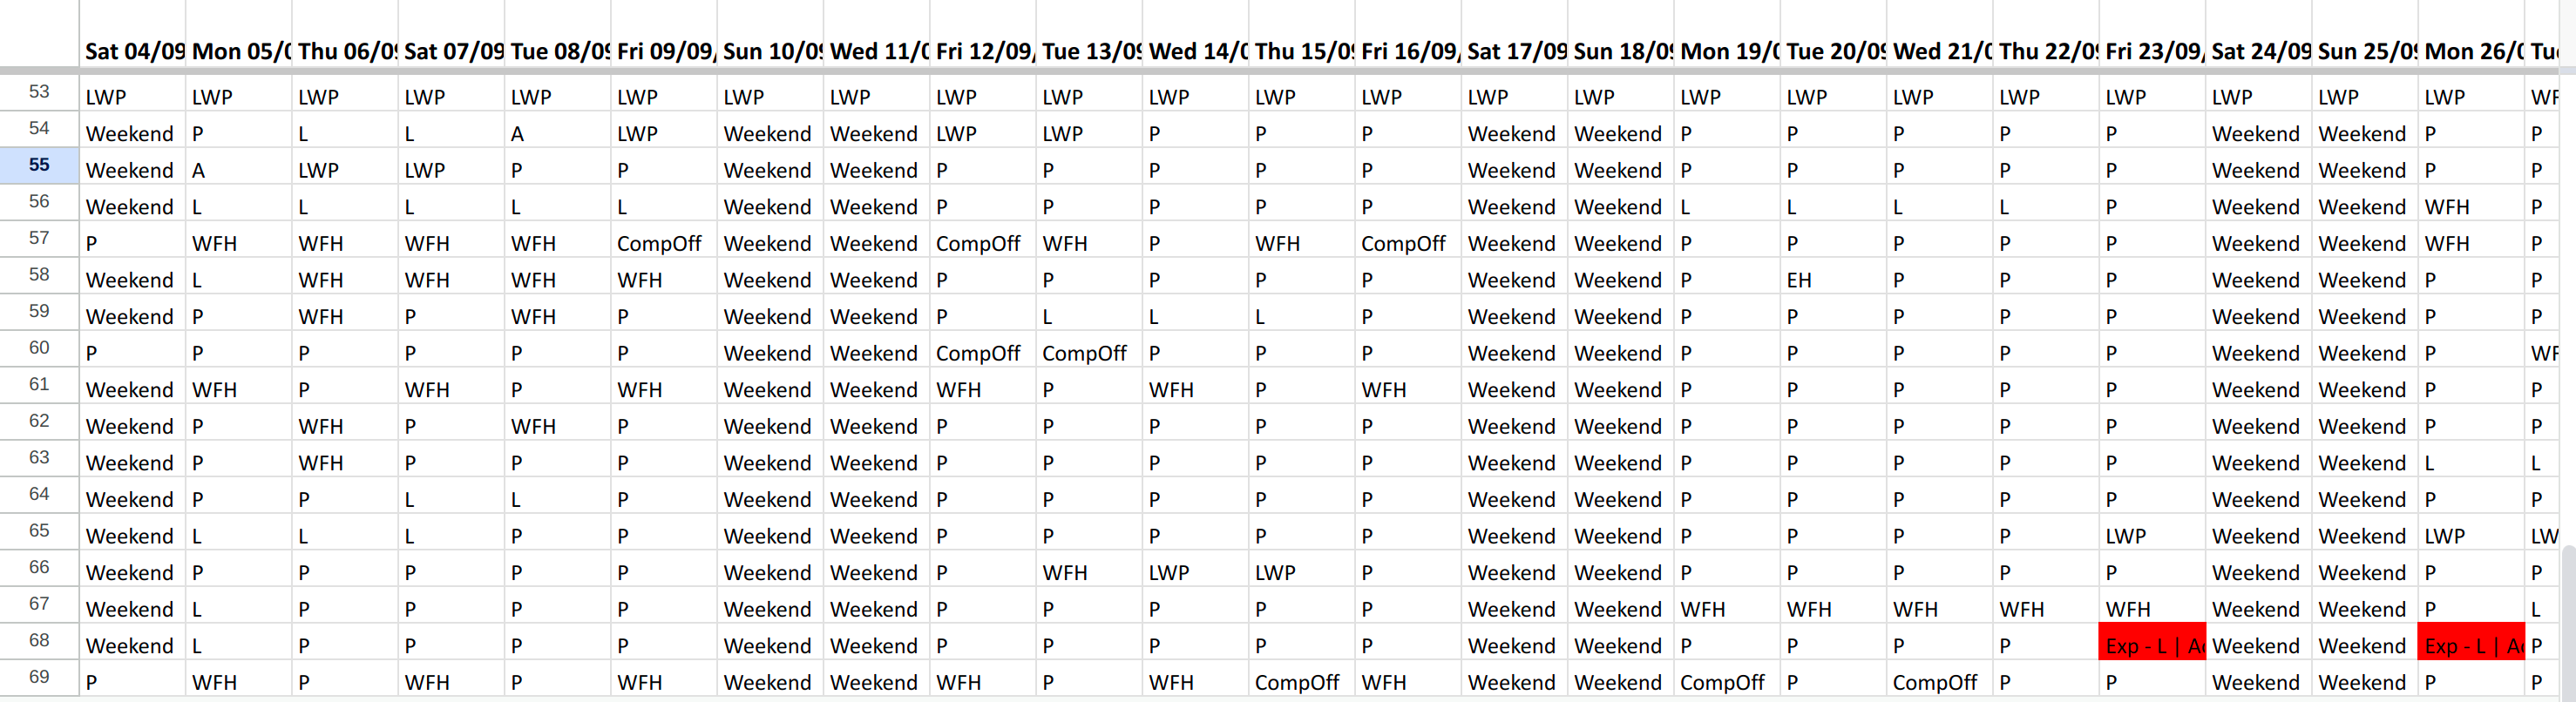 Sat 04/09 Mon 05/0 Thu 06/09 Sat 07/09 Tue 08/09 Fri 09/09/ Sun 10/09 Wed 11/0 Fri 12/09/ Tue 13/09 Wed 14/0 Thu 15/09 Fri 16/09/ Sat 17/09 Sun 18/09 Mon 19/0 Tue 20/09 Wed 21/0 Thu 22/09 Fri 23/09/ Sat 24/09 Sun 25/09 Mon 26/0 Tue
53 LWP LWP LWP LWP LWP LWP LWP LWP LWP LWP LWP LWP LWP LWP LWP LWP LWP LWP LWP LWP LWP LWP LWP WF
54 Weekend P L L A LWP Weekend Weekend LWP LWP P P P Weekend Weekend P P P P P Weekend Weekend P P
55 Weekend A LWP LWP P P Weekend Weekend P P P P P Weekend Weekend P P P P P Weekend Weekend P P
56 Weekend L L L L L Weekend Weekend P P P P P Weekend Weekend L L L L P Weekend Weekend WFH P
57 P WFH WFH WFH WFH CompOff Weekend Weekend CompOff WFH P WFH CompOff Weekend Weekend P P P P P Weekend Weekend WFH P
58 Weekend L WFH WFH WFH WFH Weekend Weekend P P P P P Weekend Weekend P EH P P P Weekend Weekend P P
59 Weekend P WFH P WFH P Weekend Weekend P L L L P Weekend Weekend P P P P P Weekend Weekend P P
60 P P P P P P Weekend Weekend CompOff CompOff P P P Weekend Weekend P P P P P Weekend Weekend P WF
61 Weekend WFH P WFH P WFH Weekend Weekend WFH P WFH P WFH Weekend Weekend P P P P P Weekend Weekend P P
62 Weekend P WFH P WFH P Weekend Weekend P P P P P Weekend Weekend P P P P P Weekend Weekend P P
63 Weekend P WFH P P P Weekend Weekend P P P P P Weekend Weekend P P P P P Weekend Weekend L L
64 Weekend P P L L P Weekend Weekend P P P P P Weekend Weekend P P P P P Weekend Weekend P P
65 Weekend L L L P P Weekend Weekend P P P P P Weekend Weekend P P P P LWP Weekend Weekend LWP LW
66 Weekend P P P P P Weekend Weekend P WFH LWP LWP P Weekend Weekend P P P P P Weekend Weekend P P
67 Weekend L P P P P Weekend Weekend P P P P P Weekend Weekend WFH WFH WFH WFH WFH Weekend Weekend P L
68 Weekend L P P P P Weekend Weekend P P P P P Weekend Weekend P P P P Exp - L | Ac Weekend Weekend Exp - L | Ac P
69 P WFH P WFH P WFH Weekend Weekend WFH P WFH CompOff WFH Weekend Weekend CompOff P CompOff P P Weekend Weekend P P